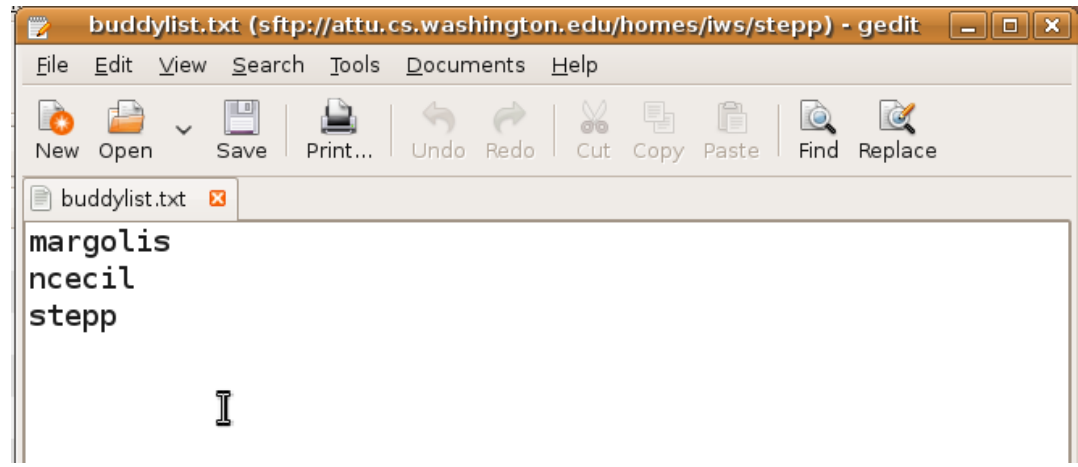 buddylist.txt (sftp://attu.cs.washington.edu/homes/iws/stepp) - gedit
File Edit View Search Tools Documents Help
New Open Save Print... Undo Redo Cut Copy Paste Find Replace
buddylist.txt
margolis
ncecil
stepp